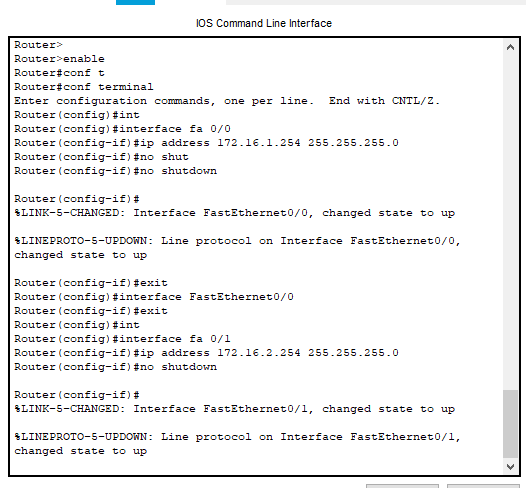 IOS Command Line Interface
Router>
Router>enable
Router#conf t
Router#conf terminal
Enter configuration commands, one per line.  End with CNTL/Z.
Router(config)#int
Router(config)#interface fa 0/0
Router(config-if)#ip address 172.16.1.254 255.255.255.0
Router(config-if)#no shut
Router(config-if)#no shutdown
Router(config-if)#
%LINK-5-CHANGED: Interface FastEthernet0/0, changed state to up
%LINEPROTO-5-UPDOWN: Line protocol on Interface FastEthernet0/0,
changed state to up
Router(config-if)#exit
Router(config)#interface FastEthernet0/0
Router(config-if)#exit
Router(config)#int
Router(config)#interface fa 0/1
Router(config-if)#ip address 172.16.2.254 255.255.255.0
Router(config-if)#no shutdown
Router(config-if)#
%LINK-5-CHANGED: Interface FastEthernet0/1, changed state to up
%LINEPROTO-5-UPDOWN: Line protocol on Interface FastEthernet0/1,
changed state to up